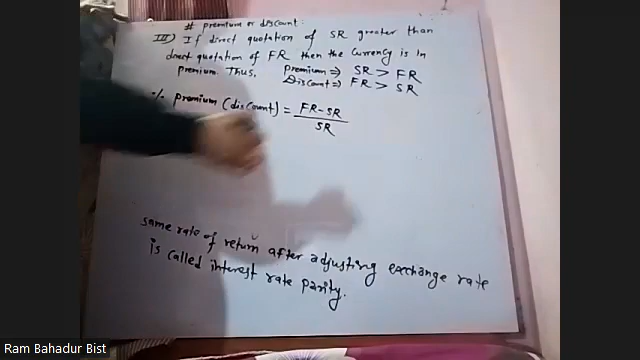 # premium or discount:
III) If direct quotation of SR greater than
direct quotation of FR then the currency is in
premium. Thus, premium ⇒ SR > FR
Discount ⇒ FR > SR
% premium (discount) = FR - SR
SR
same rate of return after adjusting exchange rate
is called interest rate parity.
Ram Bahadur Bist